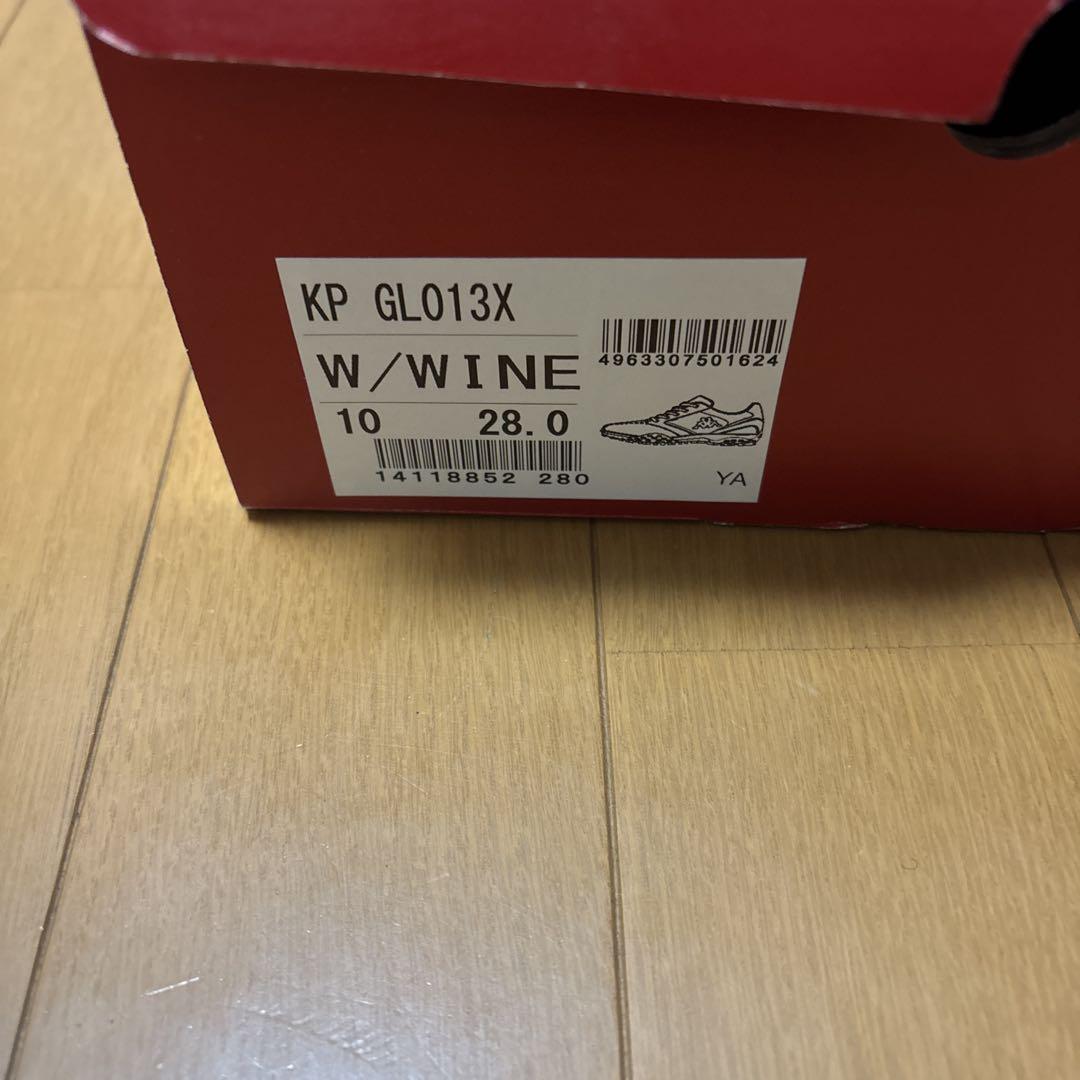 KP GL013X
W/WINE
10 28.0
14118852 280
4963307501624
YA